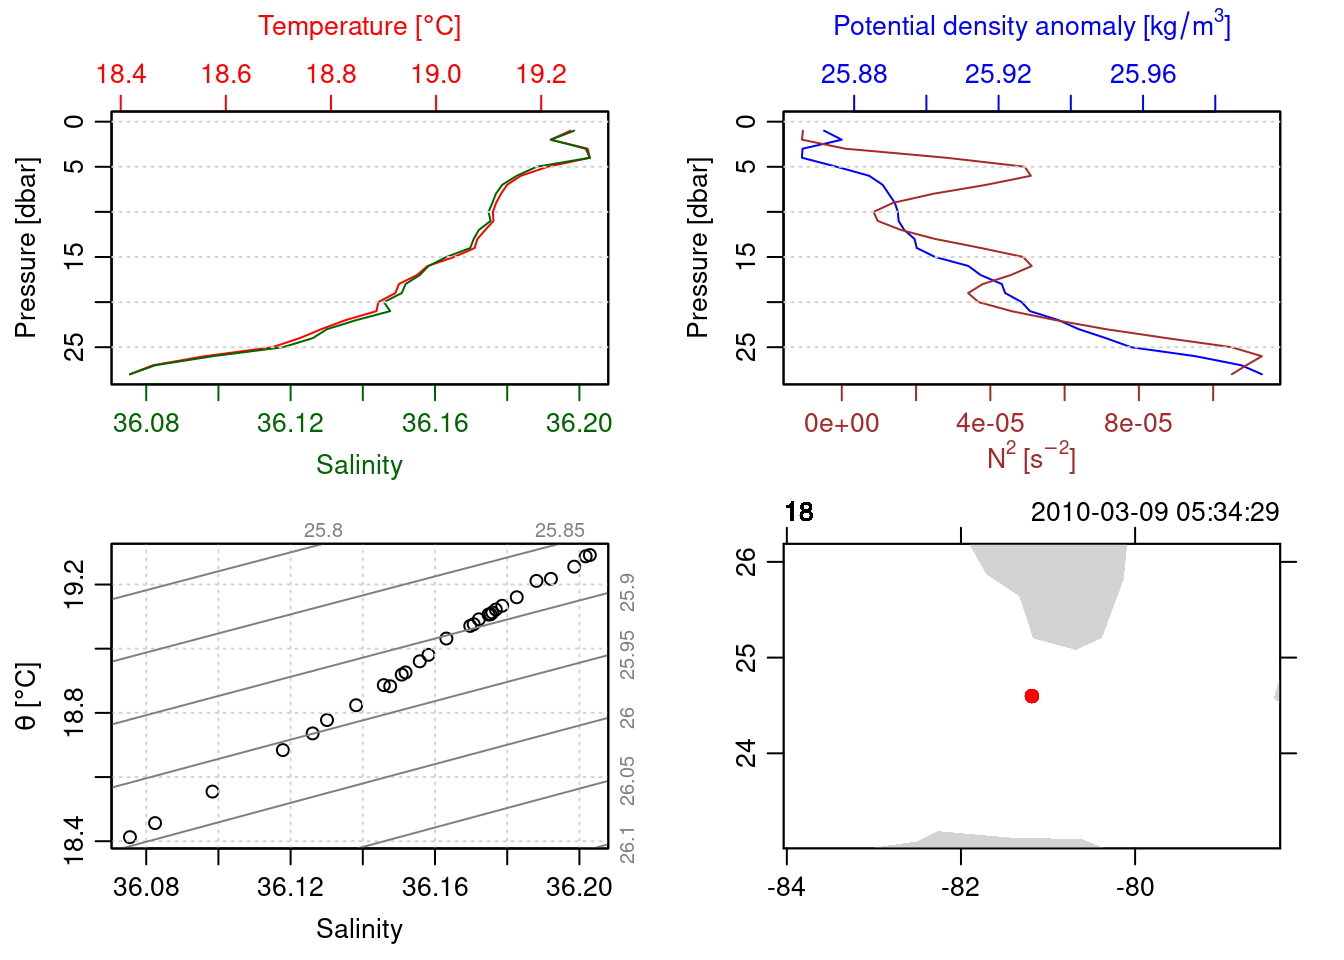 Temperature [°C]
18.4 18.6 18.8 19.0 19.2
Pressure [dbar]
0
5
15
25
36.08 36.12 36.16 36.20
Salinity
Potential density anomaly [kg/m³]
25.88 25.92 25.96
Pressure [dbar]
0
5
15
25
0e+00 4e-05 8e-05
N² [s⁻²]
25.8 25.85
25.9
25.95
26
26.05
26.1
θ [°C]
19.2
18.8
18.4
36.08 36.12 36.16 36.20
Salinity
18 2010-03-09 05:34:29
26
25
24
-84 -82 -80